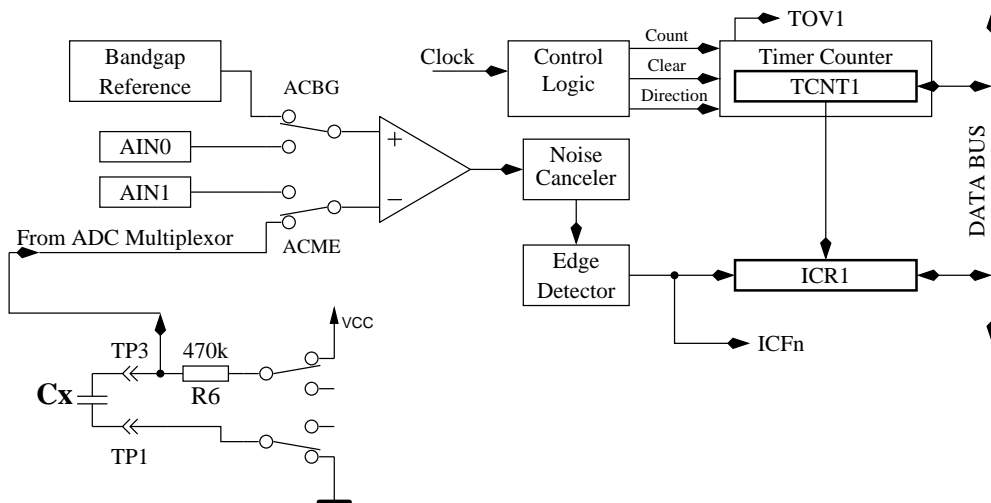 TOV1
Bandgap
Reference
ACBG
Clock
Control
Logic
Count
Clear
Direction
Timer Counter
TCNT1
AIN0
AIN1
+
−
Noise
Canceler
DATA BUS
From ADC Multiplexor
ACME
Edge
Detector
ICR1
ICFn
VCC
TP3
470k
R6
Cx
TP1